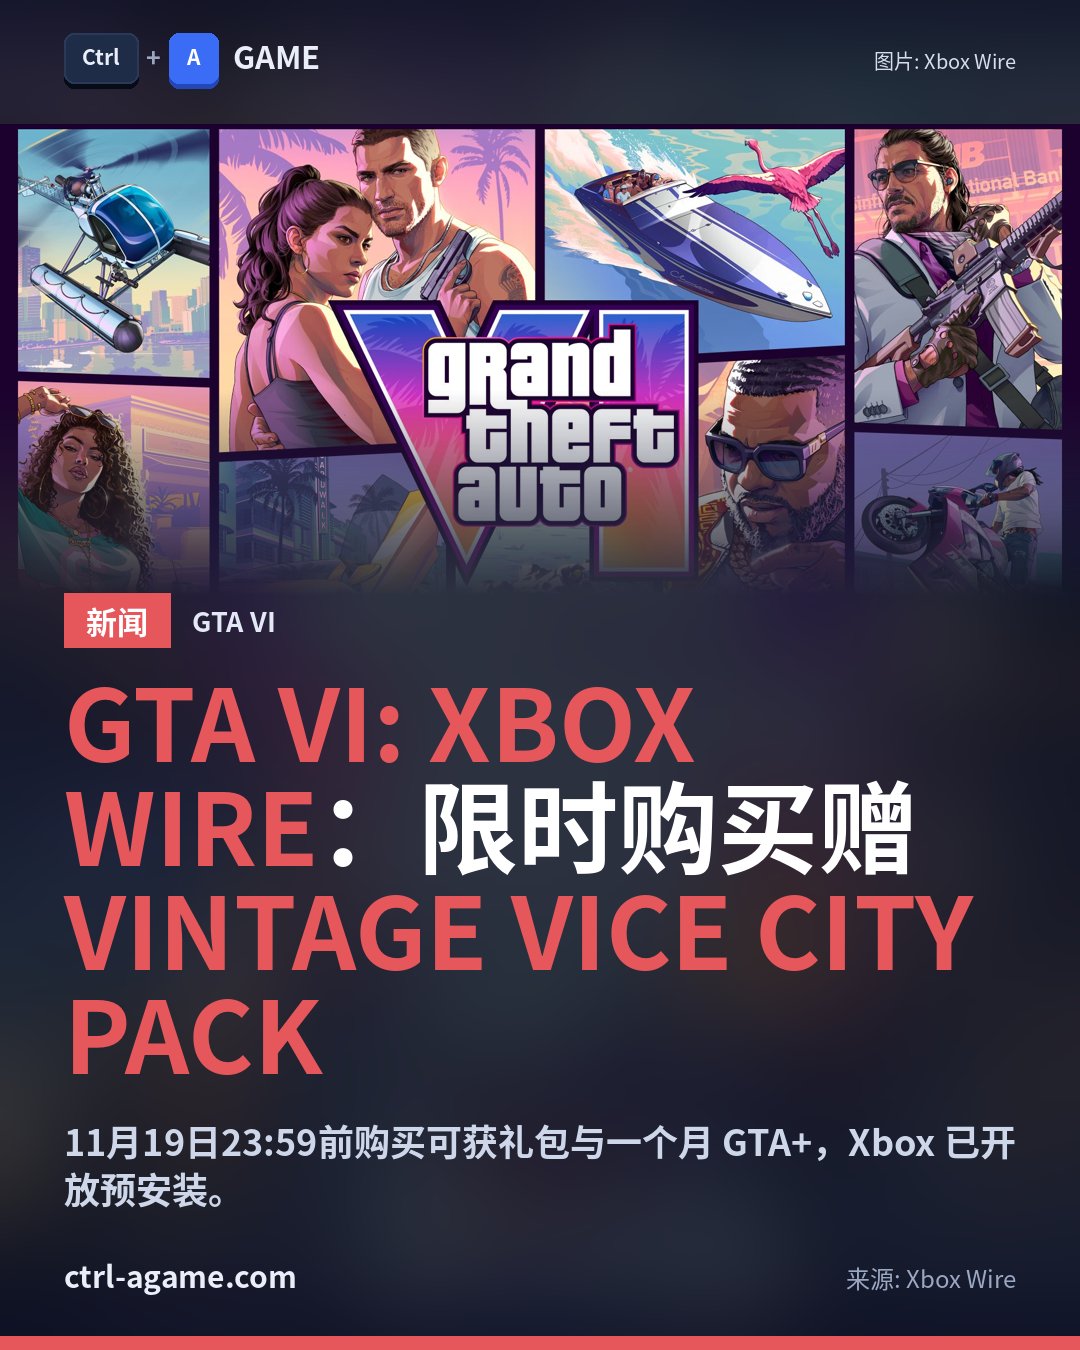 Ctrl + A GAME
图片: Xbox Wire
grand
theft
auto
VI
新闻 GTA VI
GTA VI: XBOX
WIRE：限时购买赠
VINTAGE VICE CITY
PACK
11月19日23:59前购买可获礼包与一个月 GTA+，Xbox 已开
放预安装。
ctrl-agame.com
来源: Xbox Wire